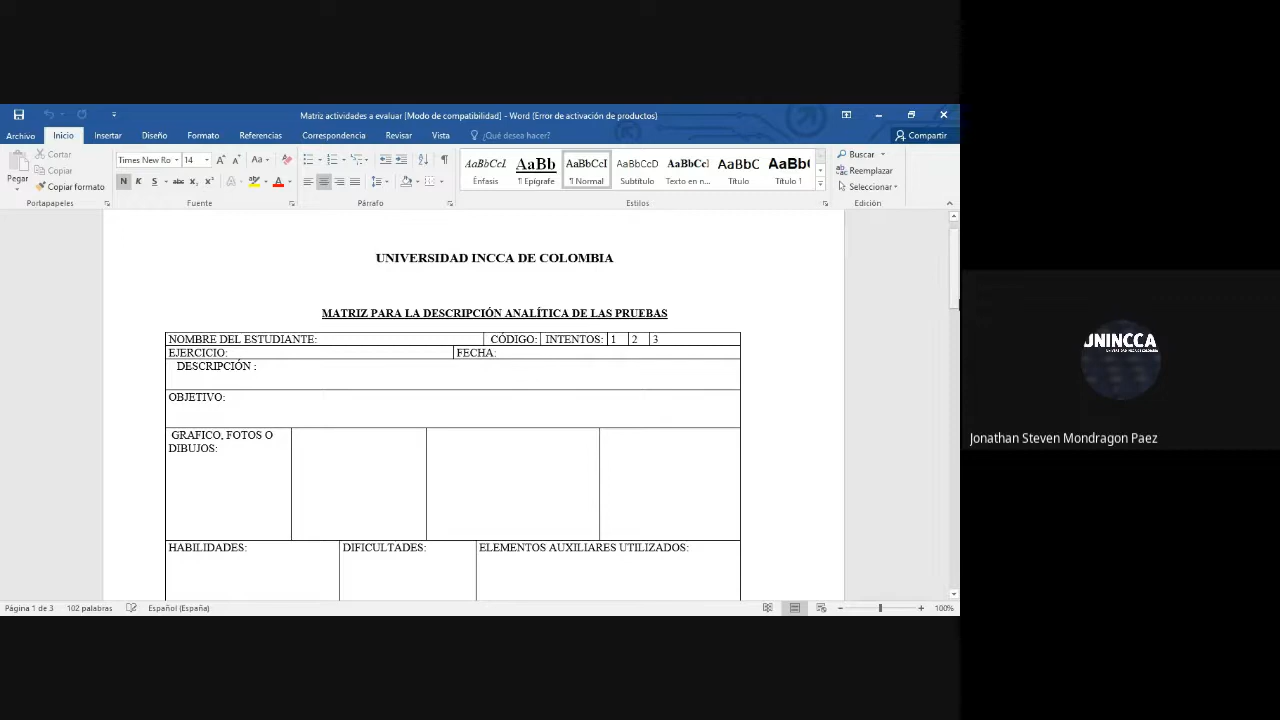 Matriz actividades a evaluar [Modo de compatibilidad] - Word (Error de activación de productos)
Archivo Inicio Insertar Diseño Formato Referencias Correspondencia Revisar Vista ¿Qué desea hacer? Compartir
Pegar
Cortar
Copiar
Copiar formato
Portapapeles
Times New Ro 14
N K S abc x₂ x²
Fuente
Párrafo
AaBbCcI AaBb AaBbCcI AaBbCcD AaBbCcI AaBbC AaBb(
Énfasis ¶ Epígrafe ¶ Normal Subtítulo Texto en n... Título Título 1
Estilos
Buscar
Reemplazar
Seleccionar
Edición
UNIVERSIDAD INCCA DE COLOMBIA
MATRIZ PARA LA DESCRIPCIÓN ANALÍTICA DE LAS PRUEBAS
NOMBRE DEL ESTUDIANTE: CÓDIGO: INTENTOS: 1 2 3
EJERCICIO: FECHA:
DESCRIPCIÓN :
OBJETIVO:
GRAFICO, FOTOS O
DIBUJOS:
HABILIDADES: DIFICULTADES: ELEMENTOS AUXILIARES UTILIZADOS:
Página 1 de 3 102 palabras Español (España) 100%
UNINCCA
Jonathan Steven Mondragon Paez